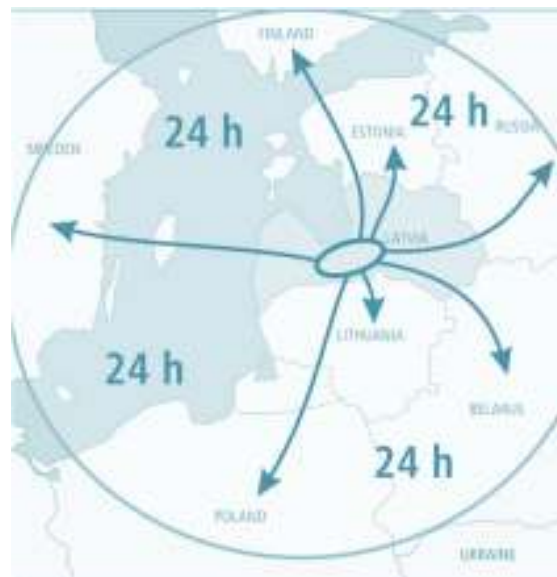 FINLAND
24 h
24 h
ESTONIA
RUSSIA
SWEDEN
LATVIA
LITHUANIA
24 h
BELARUS
24 h
POLAND
UKRAINE